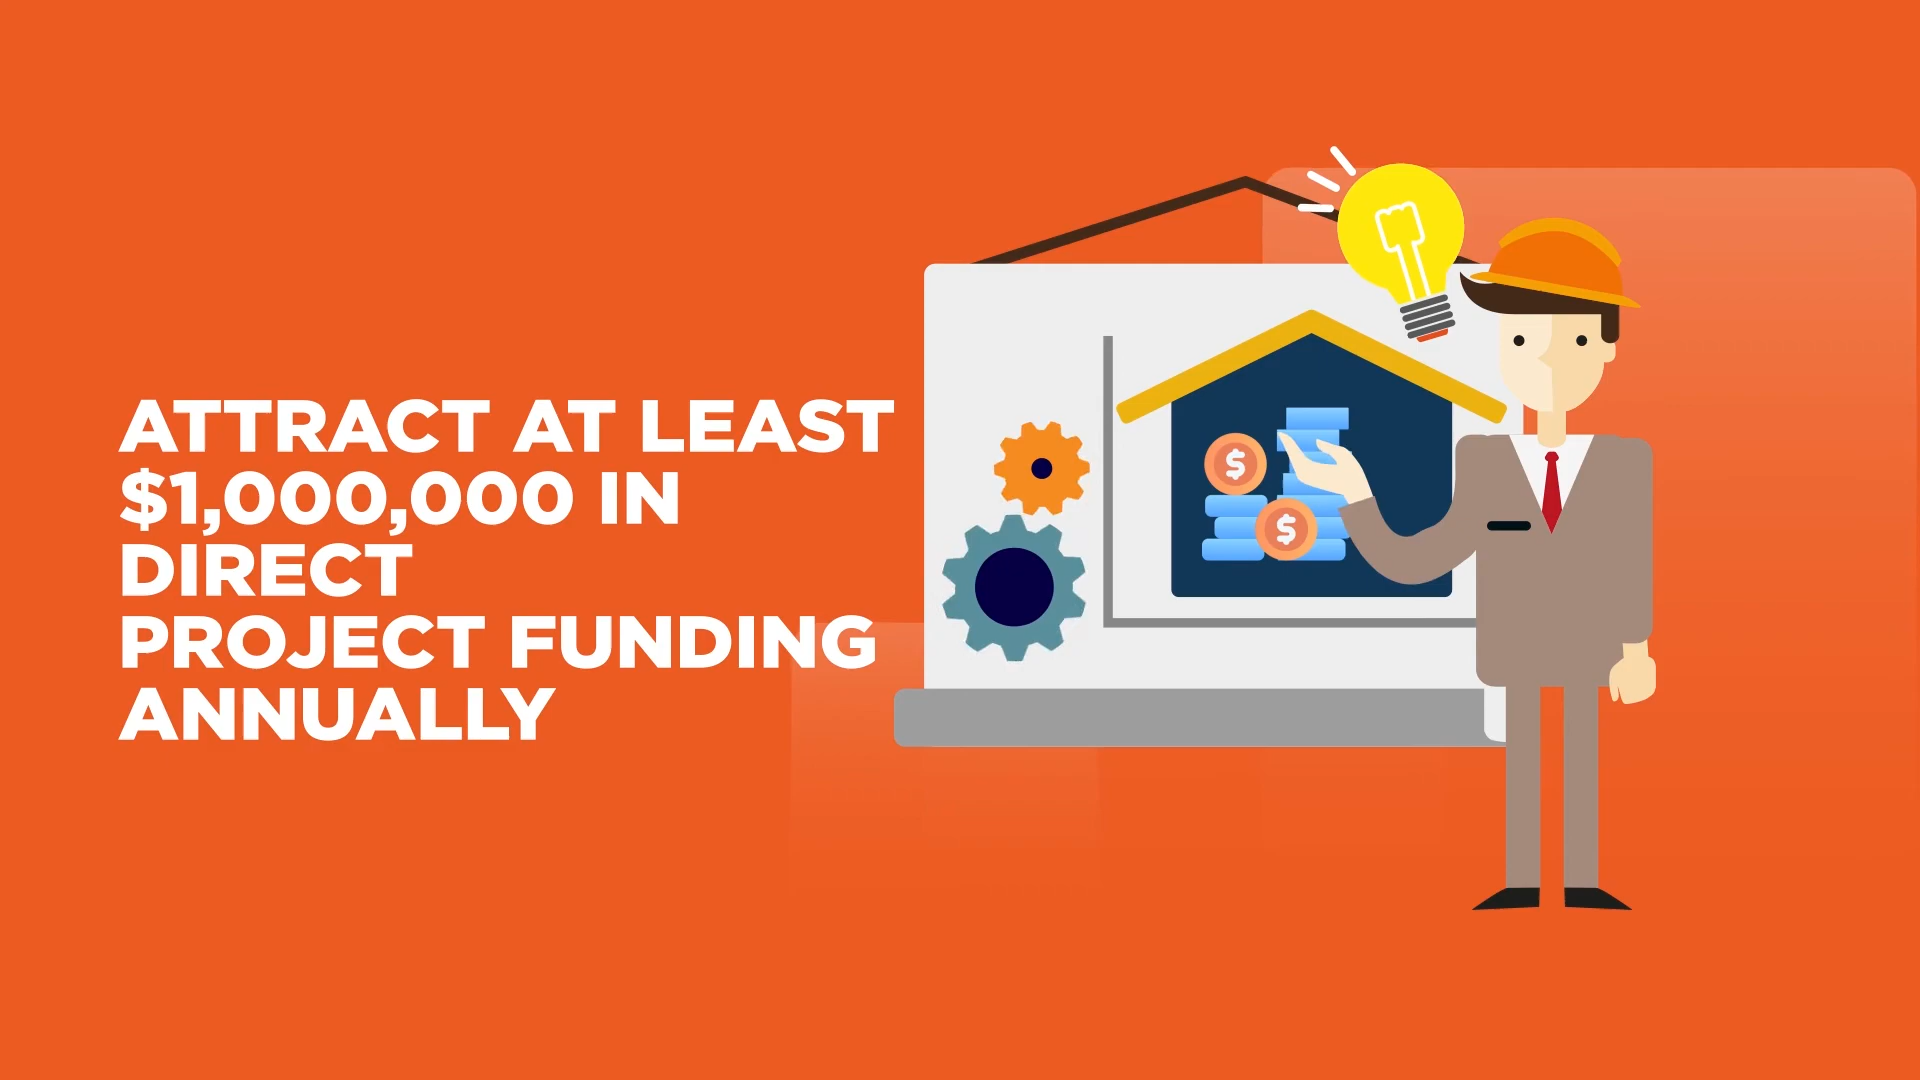 ATTRACT AT LEAST
$1,000,000 IN
DIRECT
PROJECT FUNDING
ANNUALLY
$
$